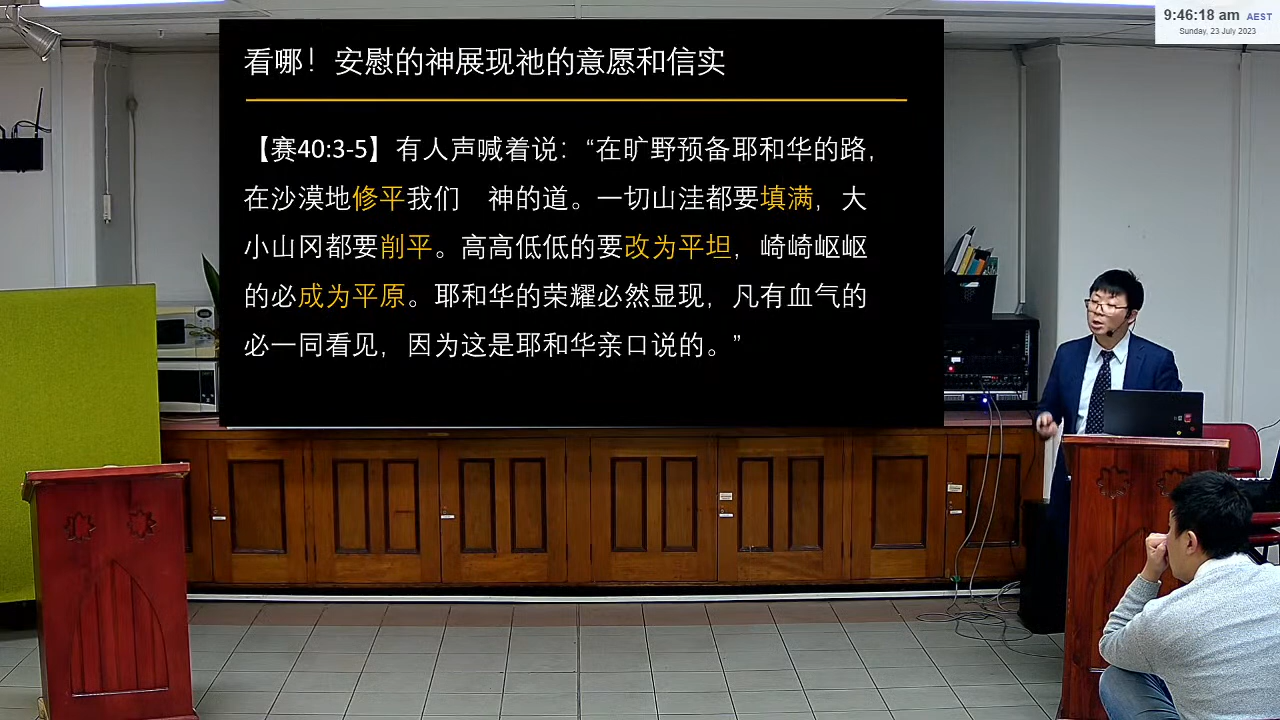 9:46:18 am AEST
Sunday, 23 July 2023
看哪！安慰的神展现祂的意愿和信实
【赛40:3-5】有人声喊着说：“在旷野预备耶和华的路，
在沙漠地修平我们　神的道。一切山洼都要填满，大
小山冈都要削平。高高低低的要改为平坦，崎崎岖岖
的必成为平原。耶和华的荣耀必然显现，凡有血气的
必一同看见，因为这是耶和华亲口说的。”